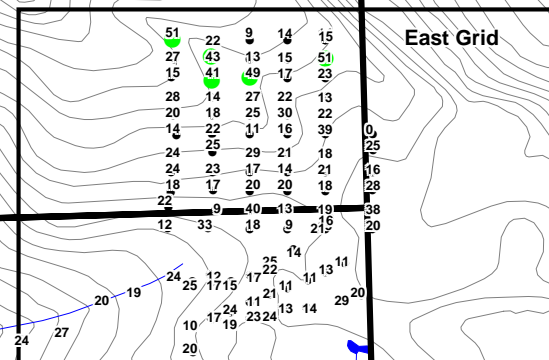 51 22 9 14 15
East Grid
27 43 13 15 51
15 41 49 17 23
28 14 27 22 13
20 18 25 30 22
14 22 11 16 39 0
25 25
24 29 21 18
24 23 17 14 21 16
18 17 20 20 18 28
22
9 40 13 19 38
16
12 33 18 9 21 20
14
25 13 11
24 12 17 22 11
25 17 15 11
20 19 21 29 20
11
24 13 14
17 23 24
10 19
27
24
20